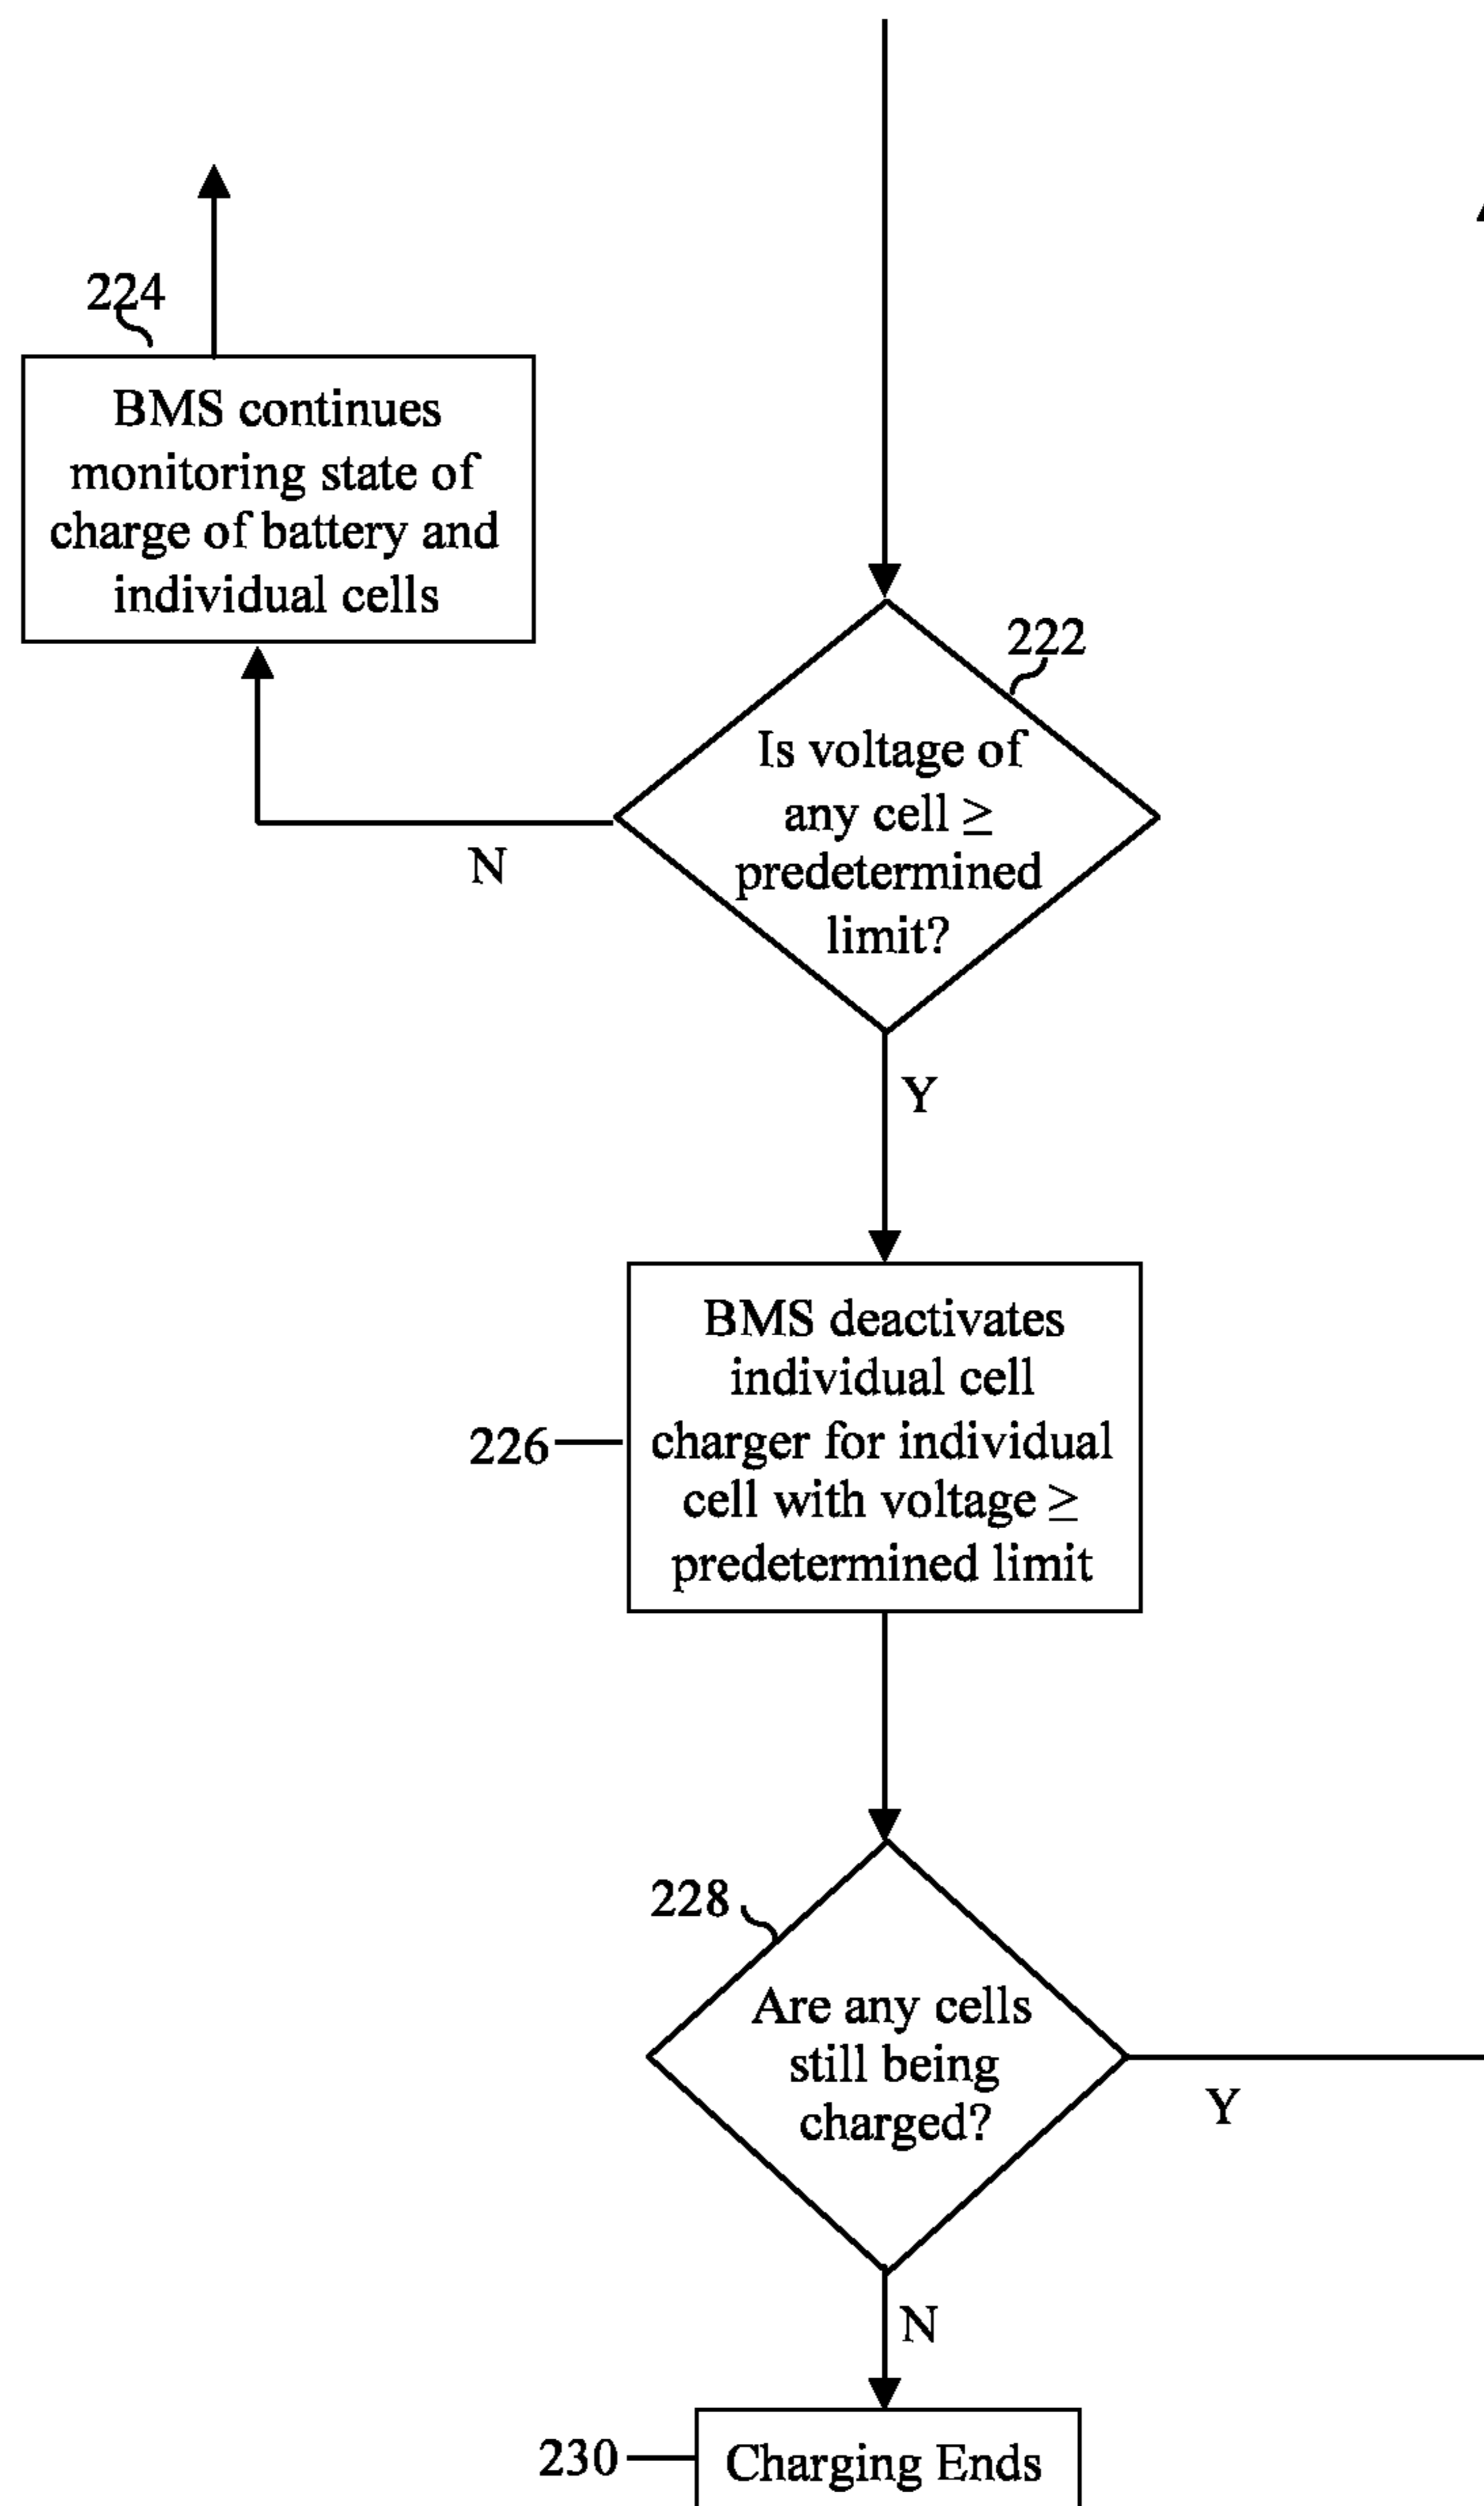 224
BMS continues
monitoring state of
charge of battery and
individual cells
222
Is voltage of
any cell ≥
predetermined
limit?
N
Y
BMS deactivates
individual cell
charger for individual
cell with voltage ≥
predetermined limit
226
228
Are any cells
still being
charged?
Y
N
230
Charging Ends